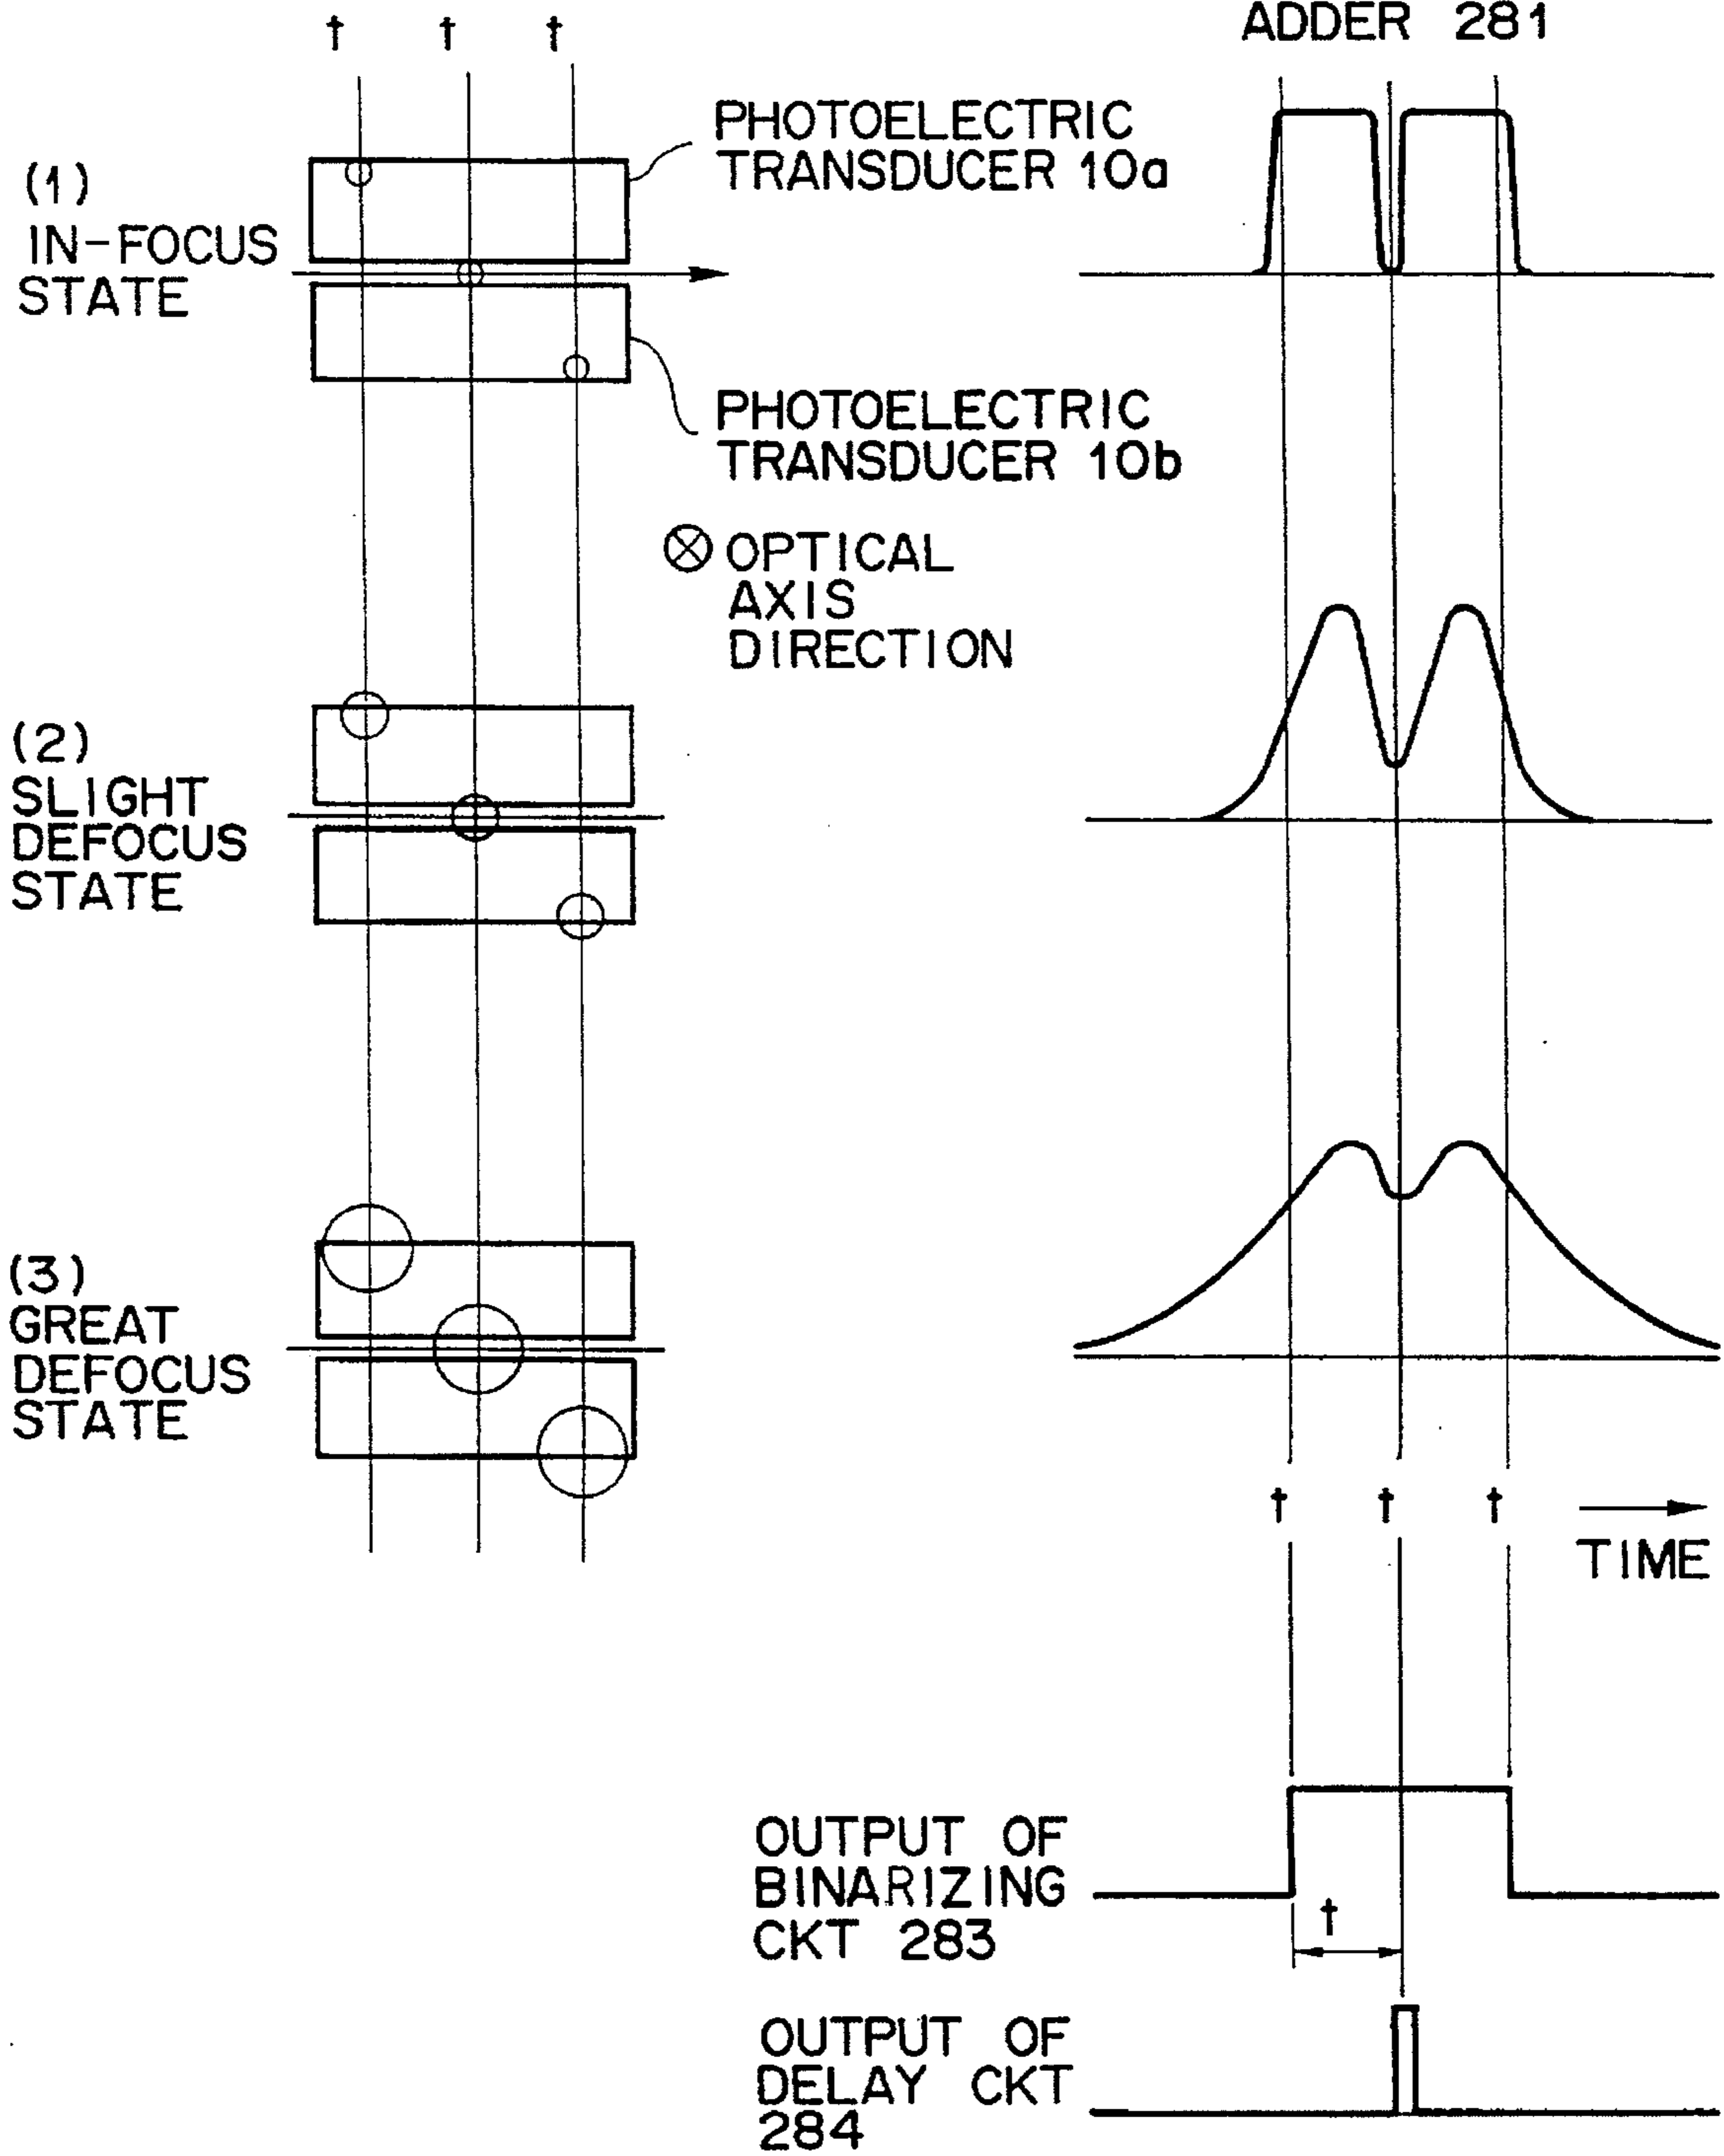 t t t
ADDER 281
PHOTOELECTRIC
TRANSDUCER 10a
(1)
IN-FOCUS
STATE
PHOTOELECTRIC
TRANSDUCER 10b
OPTICAL
AXIS
DIRECTION
(2)
SLIGHT
DEFOCUS
STATE
(3)
GREAT
DEFOCUS
STATE
t t t
TIME
OUTPUT OF
BINARIZING
CKT 283
t
OUTPUT OF
DELAY CKT
284